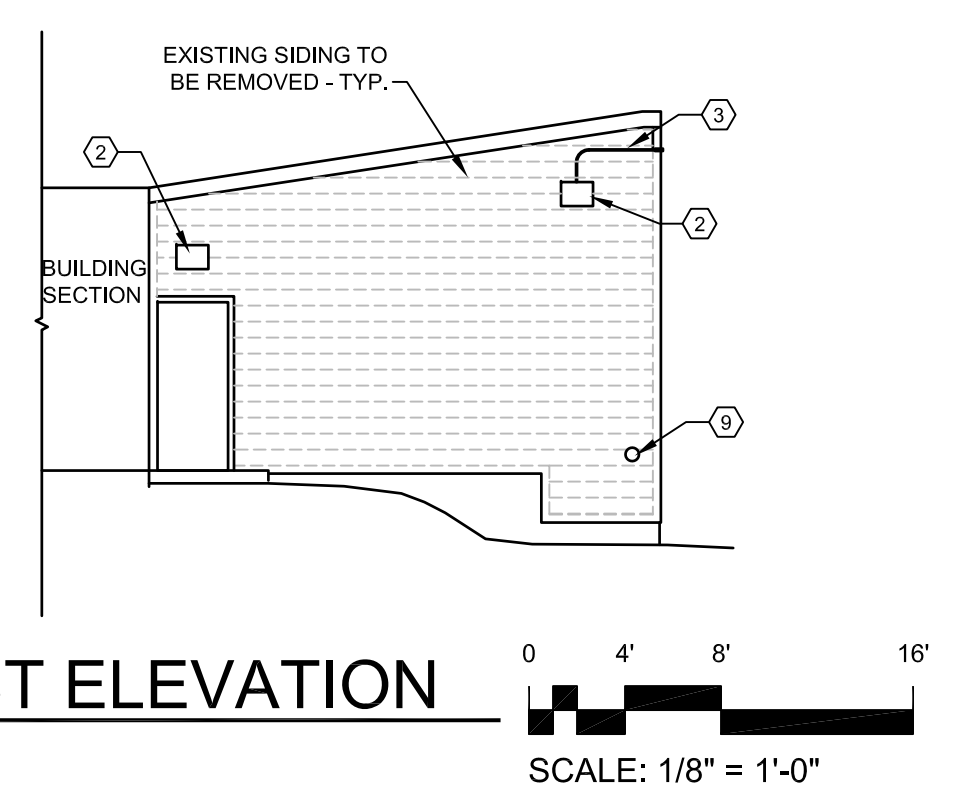 EXISTING SIDING TO
BE REMOVED - TYP.
3
2
2
BUILDING
SECTION
9
ELEVATION
0 4' 8' 16'
SCALE: 1/8" = 1'-0"